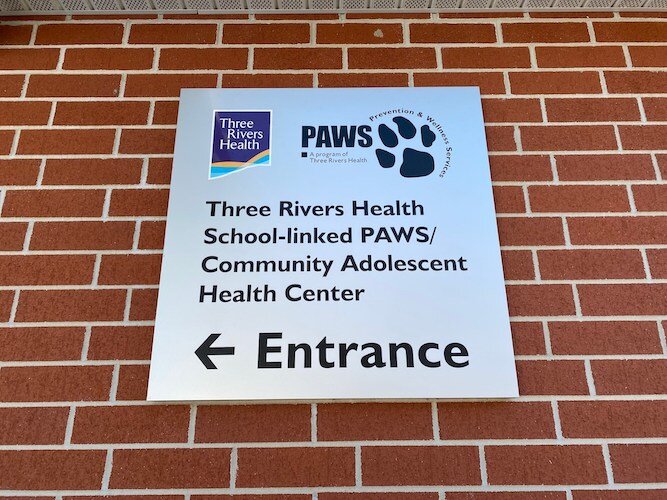 Three
Rivers
Health
PAWS
A program of
Three Rivers Health
Prevention & Wellness Services
Three Rivers Health
School-linked PAWS/
Community Adolescent
Health Center
← Entrance